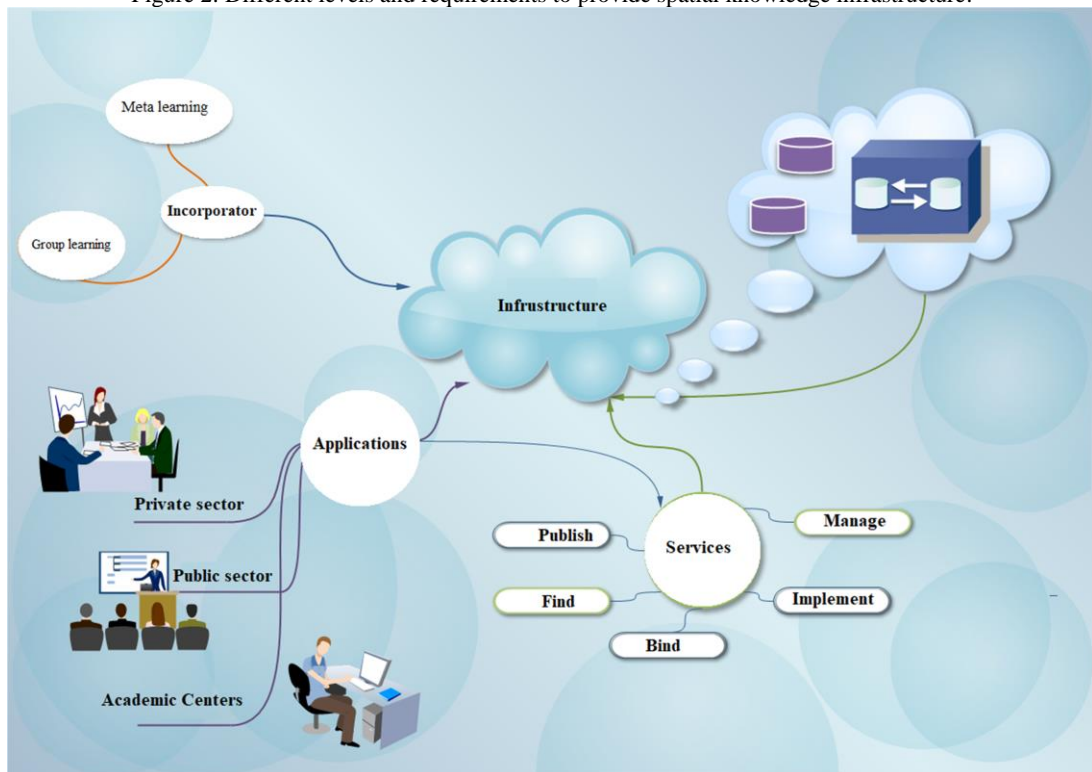 Figure 2. Different levels and requirements to provide spatial knowledge infrastructure.
Meta learning
Incorporator
Group learning
Infrustructure
Applications
Private sector
Public sector
Academic Centers
Services
Manage
Publish
Implement
Find
Bind